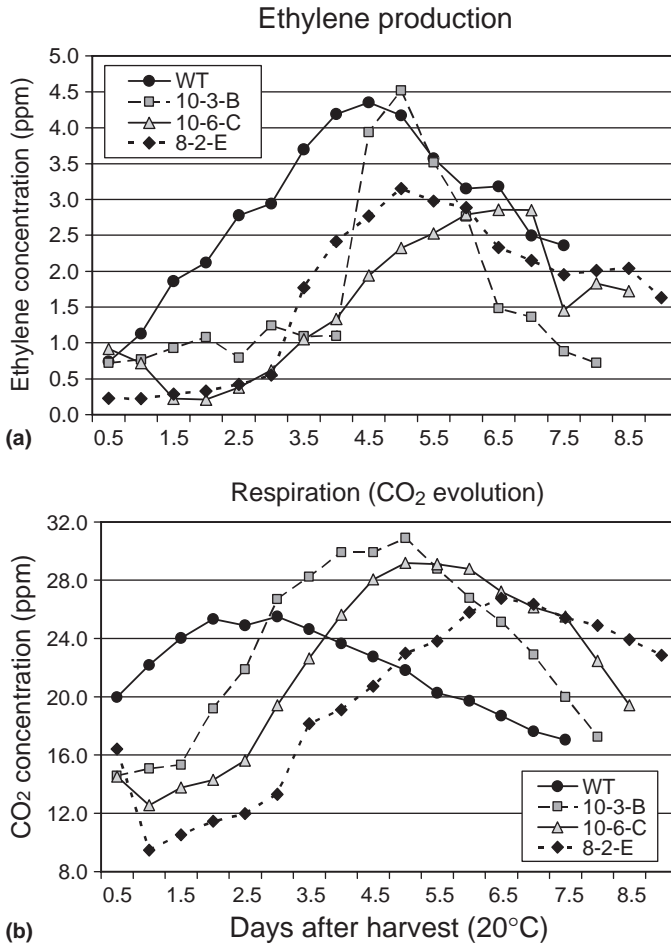 Ethylene production
Ethylene concentration (ppm)
5.0
4.5
4.0
3.5
3.0
2.5
2.0
1.5
1.0
0.5
0.0
WT
10-3-B
10-6-C
8-2-E
0.5 1.5 2.5 3.5 4.5 5.5 6.5 7.5 8.5
(a)
Respiration (CO₂ evolution)
CO₂ concentration (ppm)
32.0
28.0
24.0
20.0
16.0
12.0
8.0
WT
10-3-B
10-6-C
8-2-E
0.5 1.5 2.5 3.5 4.5 5.5 6.5 7.5 8.5
(b)
Days after harvest (20°C)